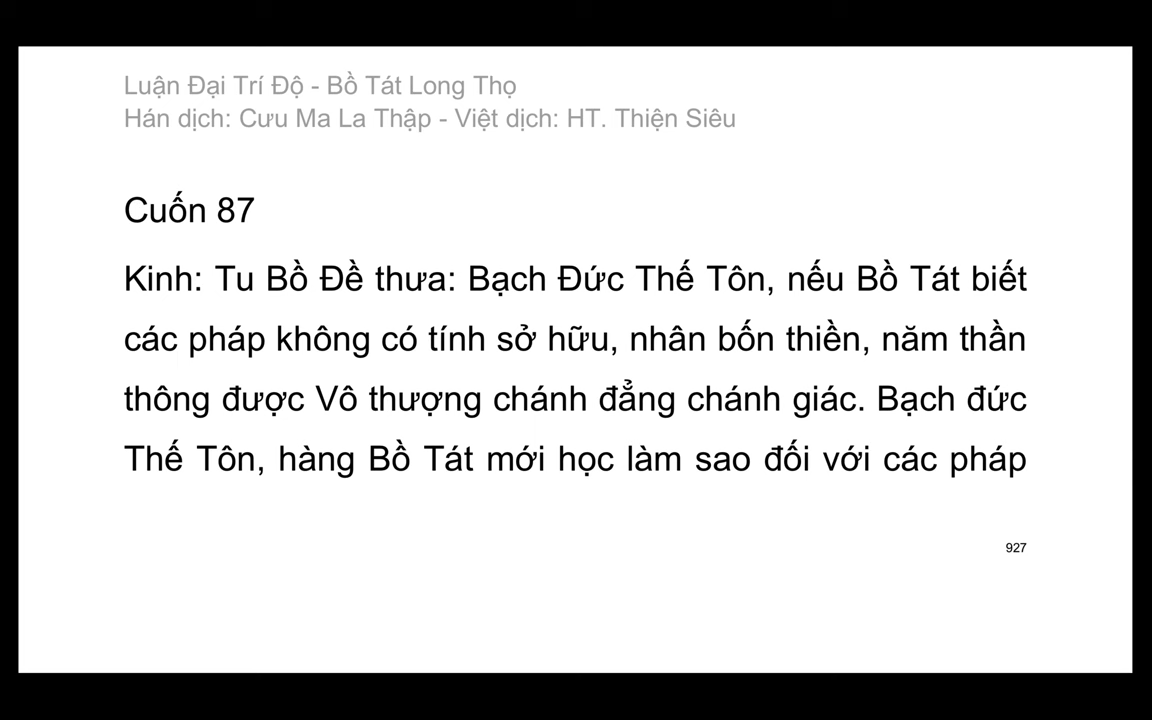 Luận Đại Trí Độ - Bồ Tát Long Thọ
Hán dịch: Cưu Ma La Thập - Việt dịch: HT. Thiện Siêu
Cuốn 87
Kinh: Tu Bồ Đề thưa: Bạch Đức Thế Tôn, nếu Bồ Tát biết
các pháp không có tính sở hữu, nhân bốn thiền, năm thần
thông được Vô thượng chánh đẳng chánh giác. Bạch đức
Thế Tôn, hàng Bồ Tát mới học làm sao đối với các pháp
927